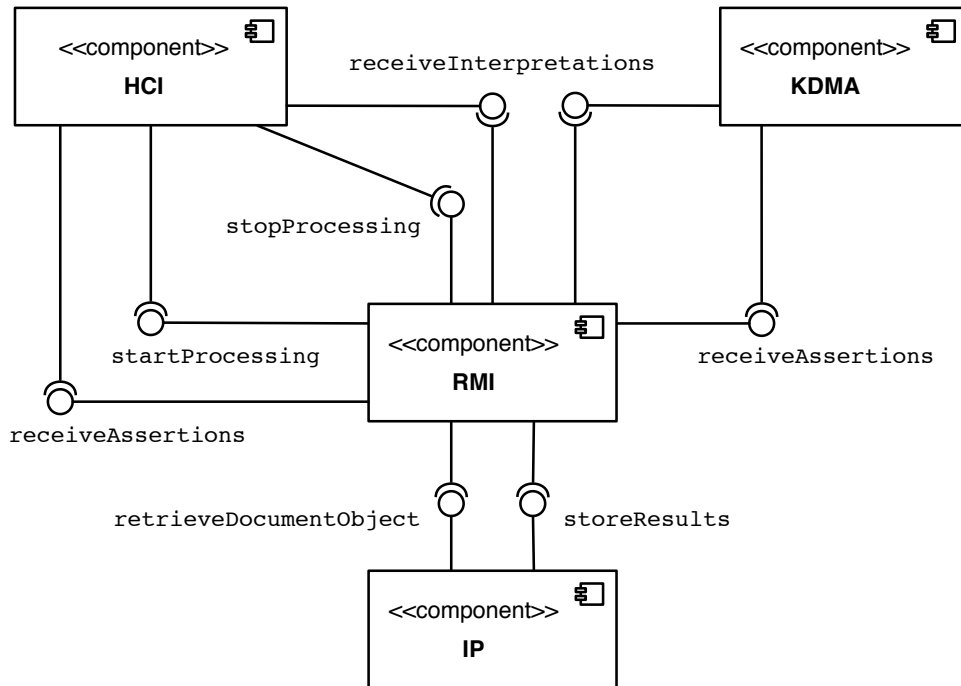 <<component>>
HCI
receiveInterpretations
<<component>>
KDMA
stopProcessing
startProcessing
<<component>>
RMI
receiveAssertions
receiveAssertions
retrieveDocumentObject
storeResults
<<component>>
IP